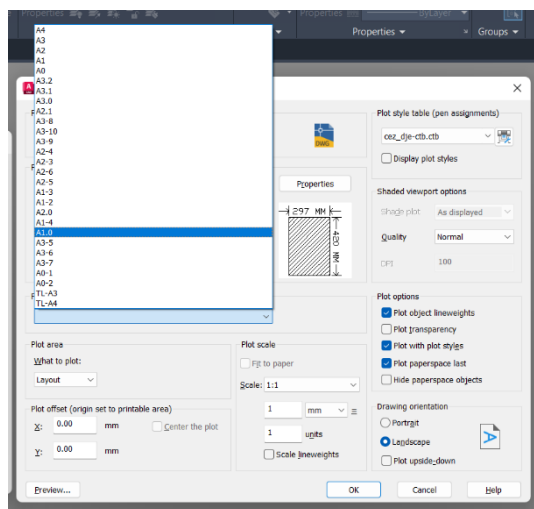 Properties
Properties
ByLayer
Properties
Groups
A4
A3
A2
A1
A0
A3.2
A3.1
A3.0
A2.1
A3-8
A3-10
A3-9
A2-4
A2-3
A2-6
A2-5
A1-3
A1-2
A2.0
A1-4
A1.0
A3-5
A3-6
A3-7
A0-1
A0-2
TL-A3
TL-A4
DWG
Properties
297 MM
420 MM
Plot area
What to plot:
Layout
Plot offset (origin set to printable area)
X: 0.00 mm
Center the plot
Y: 0.00 mm
Plot scale
Fit to paper
Scale: 1:1
1 mm =
1 units
Scale lineweights
Plot style table (pen assignments)
cez_dje-ctb.ctb
Display plot styles
Shaded viewport options
Shade plot As displayed
Quality Normal
DPI 100
Plot options
Plot object lineweights
Plot transparency
Plot with plot styles
Plot paperspace last
Hide paperspace objects
Drawing orientation
Portrait
Landscape
A
Plot upside-down
Preview...
OK
Cancel
Help